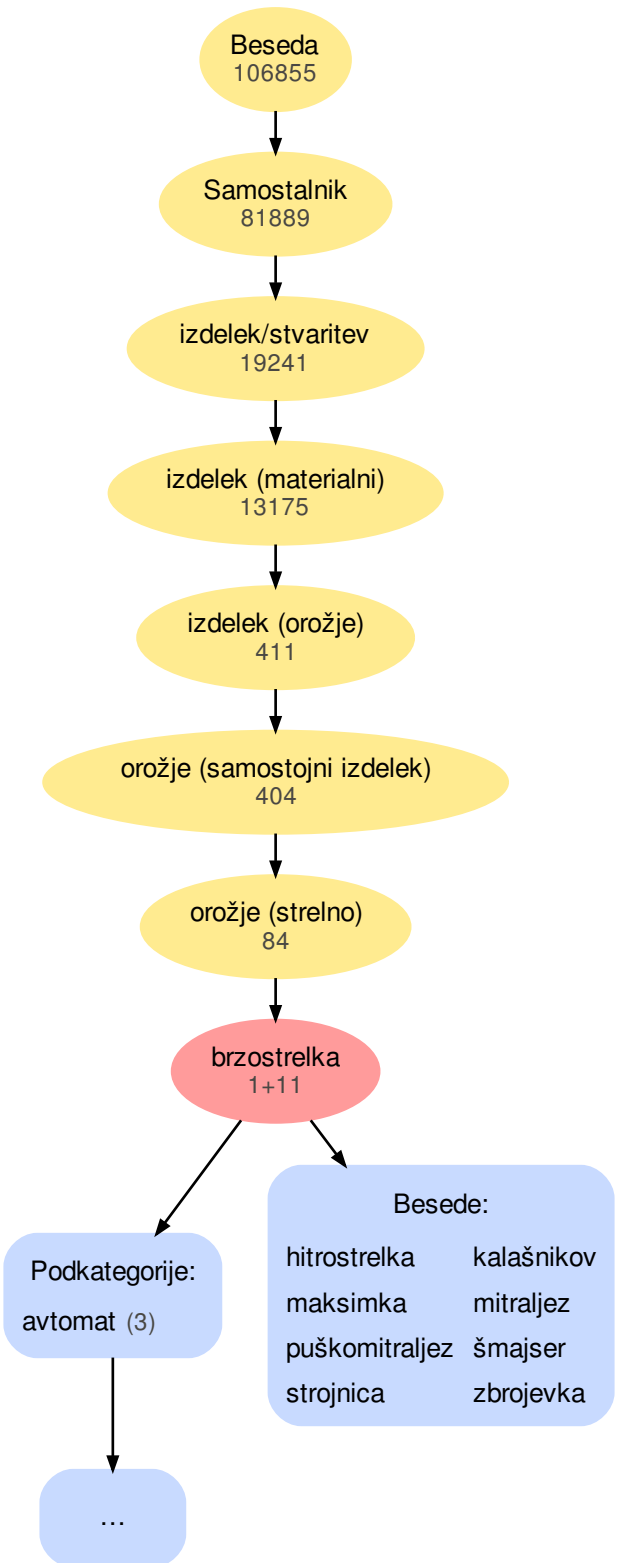 Beseda
106855
Samostalnik
81889
izdelek/stvaritev
19241
izdelek (materialni)
13175
izdelek (orožje)
411
orožje (samostojni izdelek)
404
orožje (strelno)
84
brzostrelka
1+11
Podkategorije:
avtomat (3)
…
Besede:
hitrostrelka kalašnikov
maksimka mitraljez
puškomitraljez šmajser
strojnica zbrojevka